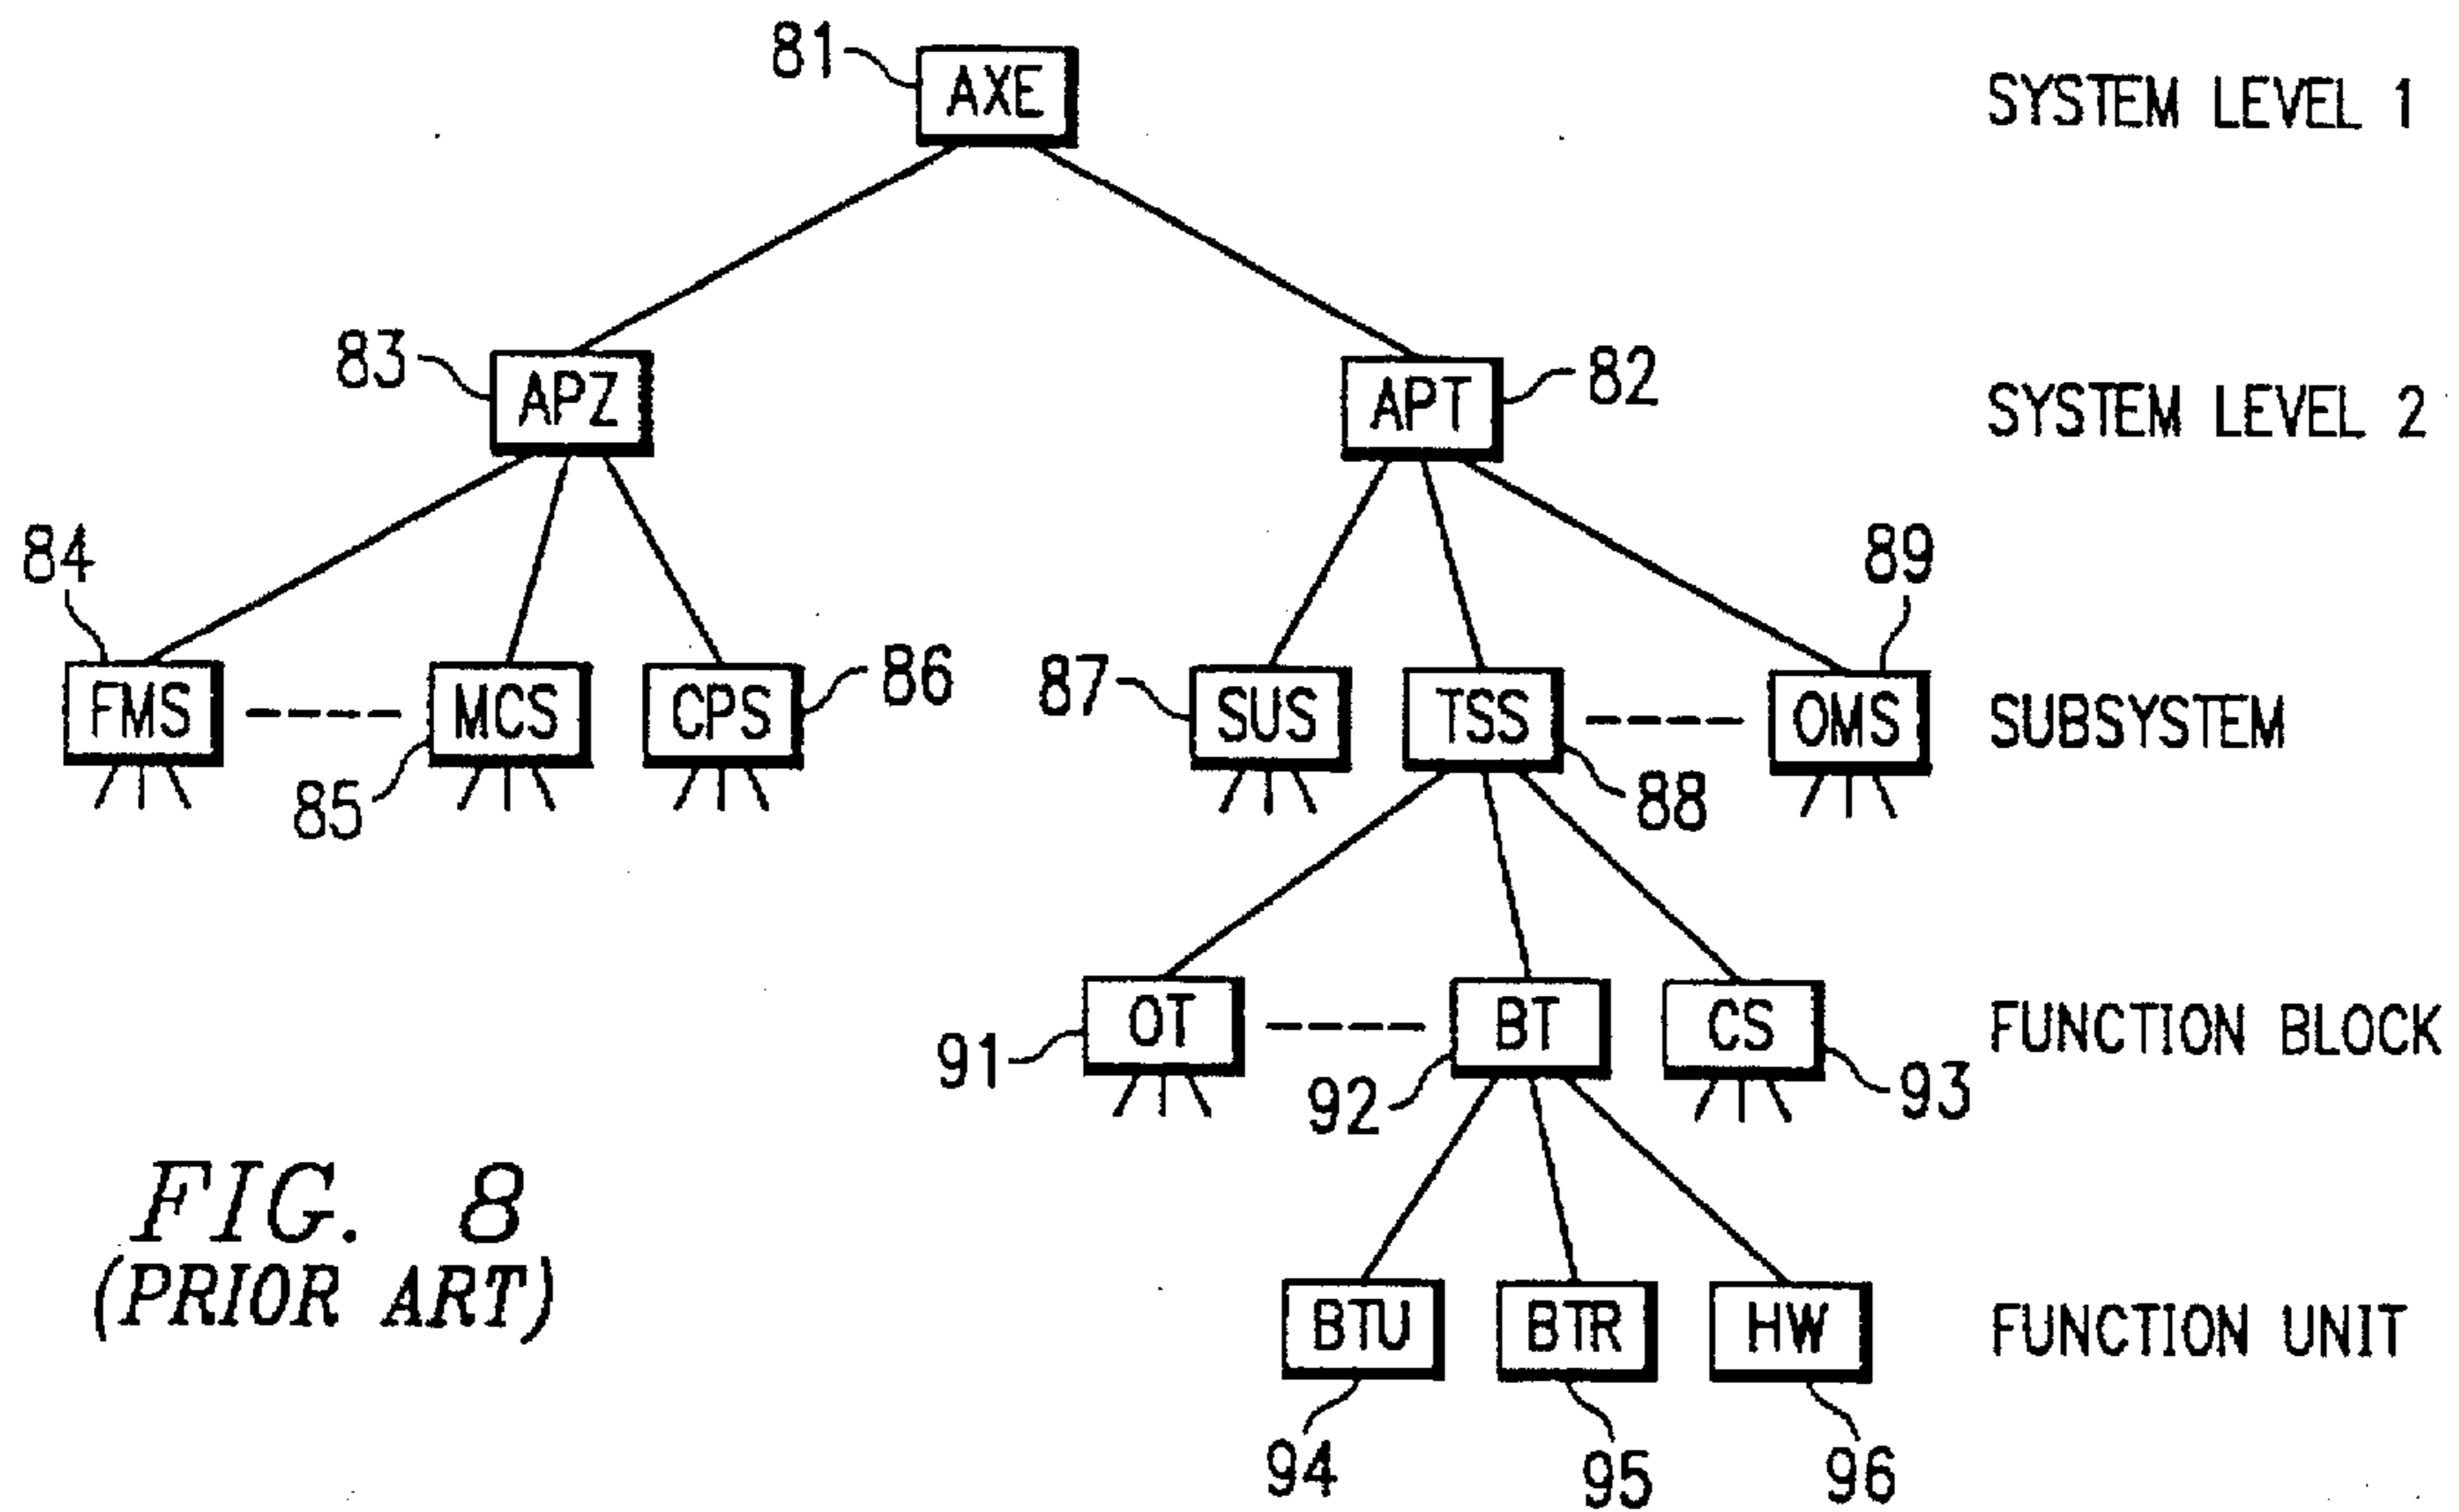 81 AXE SYSTEM LEVEL 1
83 APZ APT 82 SYSTEM LEVEL 2
84 89
FMS MCS CPS 86 87 SUS TSS OMS SUBSYSTEM
85 88
OT BT CS FUNCTION BLOCK
91 92 93
FIG. 8
(PRIOR ART)
BTU BTR HW FUNCTION UNIT
94 95 96